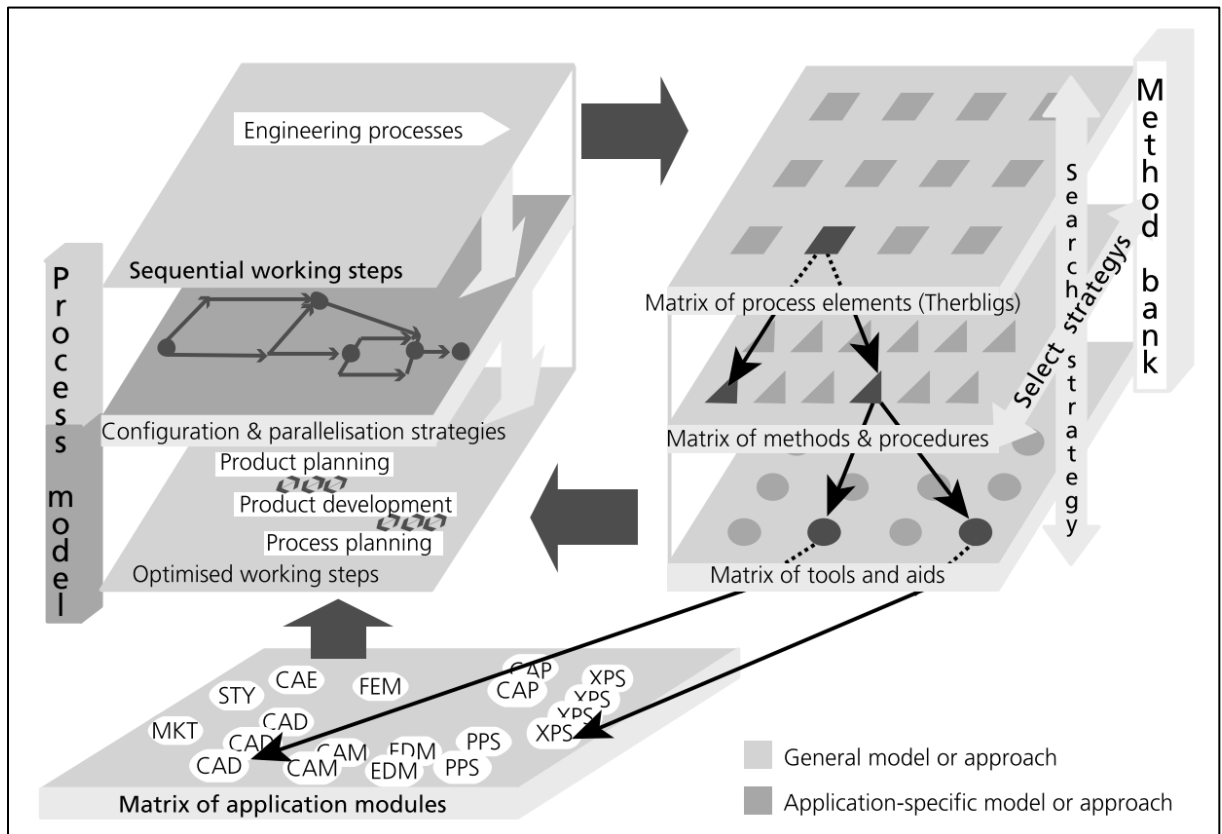 Engineering processes
Sequential working steps
Configuration & parallelisation strategies
Product planning
Product development
Process planning
Optimised working steps
Process model
Matrix of process elements (Therbligs)
Matrix of methods & procedures
Matrix of tools and aids
Search strategy
Select strategys
Method bank
STY
CAE
FEM
CAP
CAP
XPS
XPS
XPS
XPS
MKT
CAD
CAD
CAD
CAM
CAM
EDM
EDM
PPS
PPS
Matrix of application modules
General model or approach
Application-specific model or approach